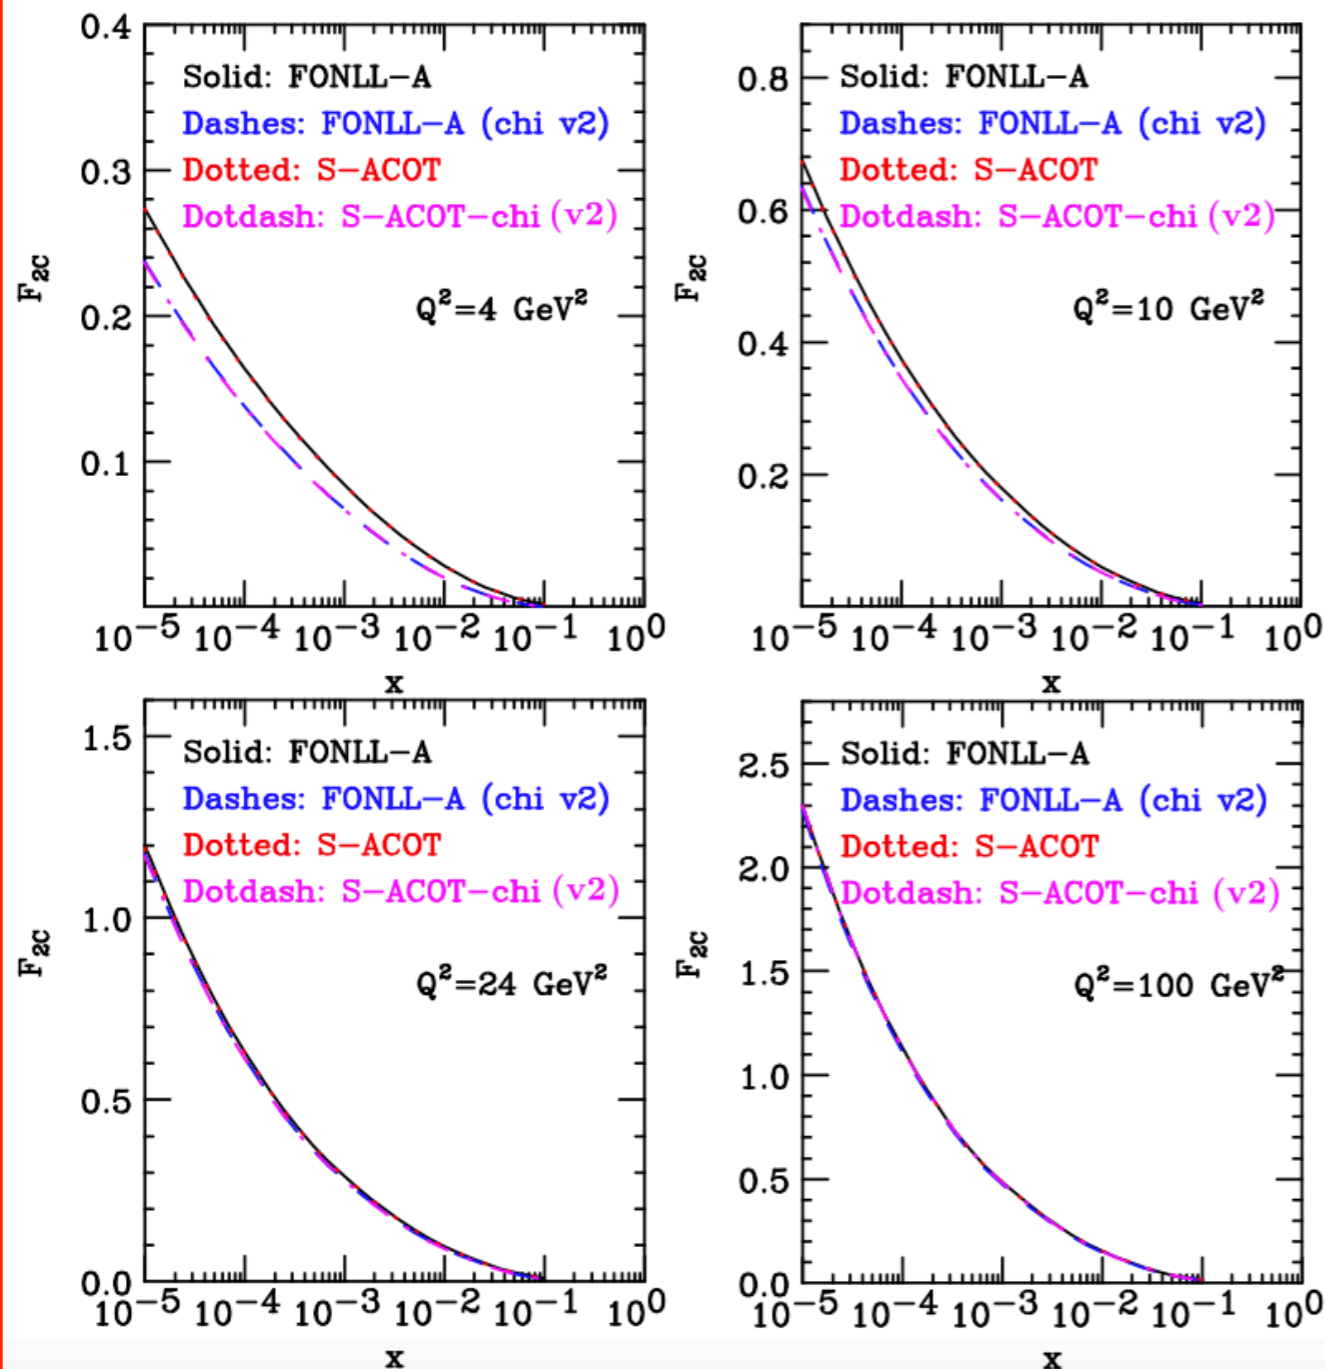 0.4
Solid: FONLL−A
Dashes: FONLL−A (chi v2)
0.3
Dotted: S−ACOT
Dotdash: S−ACOT−chi (v2)
F2C
Q²=4 GeV²
0.2
0.1
10⁻⁵ 10⁻⁴ 10⁻³ 10⁻² 10⁻¹ 10⁰
x
0.8
Solid: FONLL−A
Dashes: FONLL−A (chi v2)
Dotted: S−ACOT
0.6
Dotdash: S−ACOT−chi (v2)
F2C
Q²=10 GeV²
0.4
0.2
10⁻⁵ 10⁻⁴ 10⁻³ 10⁻² 10⁻¹ 10⁰
x
1.5
Solid: FONLL−A
Dashes: FONLL−A (chi v2)
Dotted: S−ACOT
Dotdash: S−ACOT−chi (v2)
1.0
F2C
Q²=24 GeV²
0.5
0.0
10⁻⁵ 10⁻⁴ 10⁻³ 10⁻² 10⁻¹ 10⁰
x
Solid: FONLL−A
2.5
Dashes: FONLL−A (chi v2)
Dotted: S−ACOT
2.0
Dotdash: S−ACOT−chi (v2)
F2C
1.5
Q²=100 GeV²
1.0
0.5
0.0
10⁻⁵ 10⁻⁴ 10⁻³ 10⁻² 10⁻¹ 10⁰
x